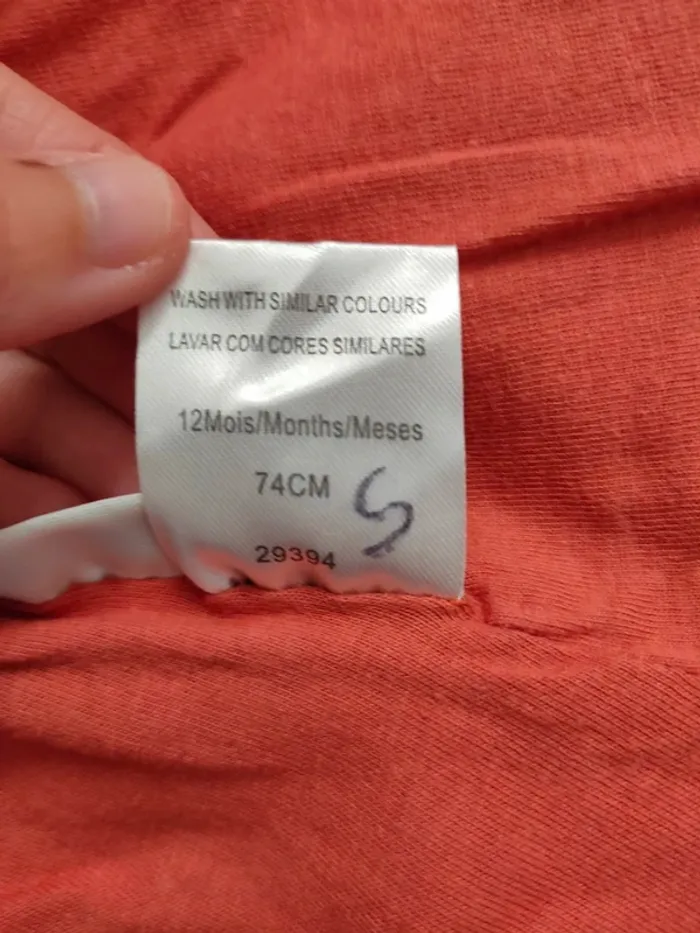 WASH WITH SIMILAR COLOURS
LAVAR COM CORES SIMILARES
12Mois/Months/Meses
74CM S
29394